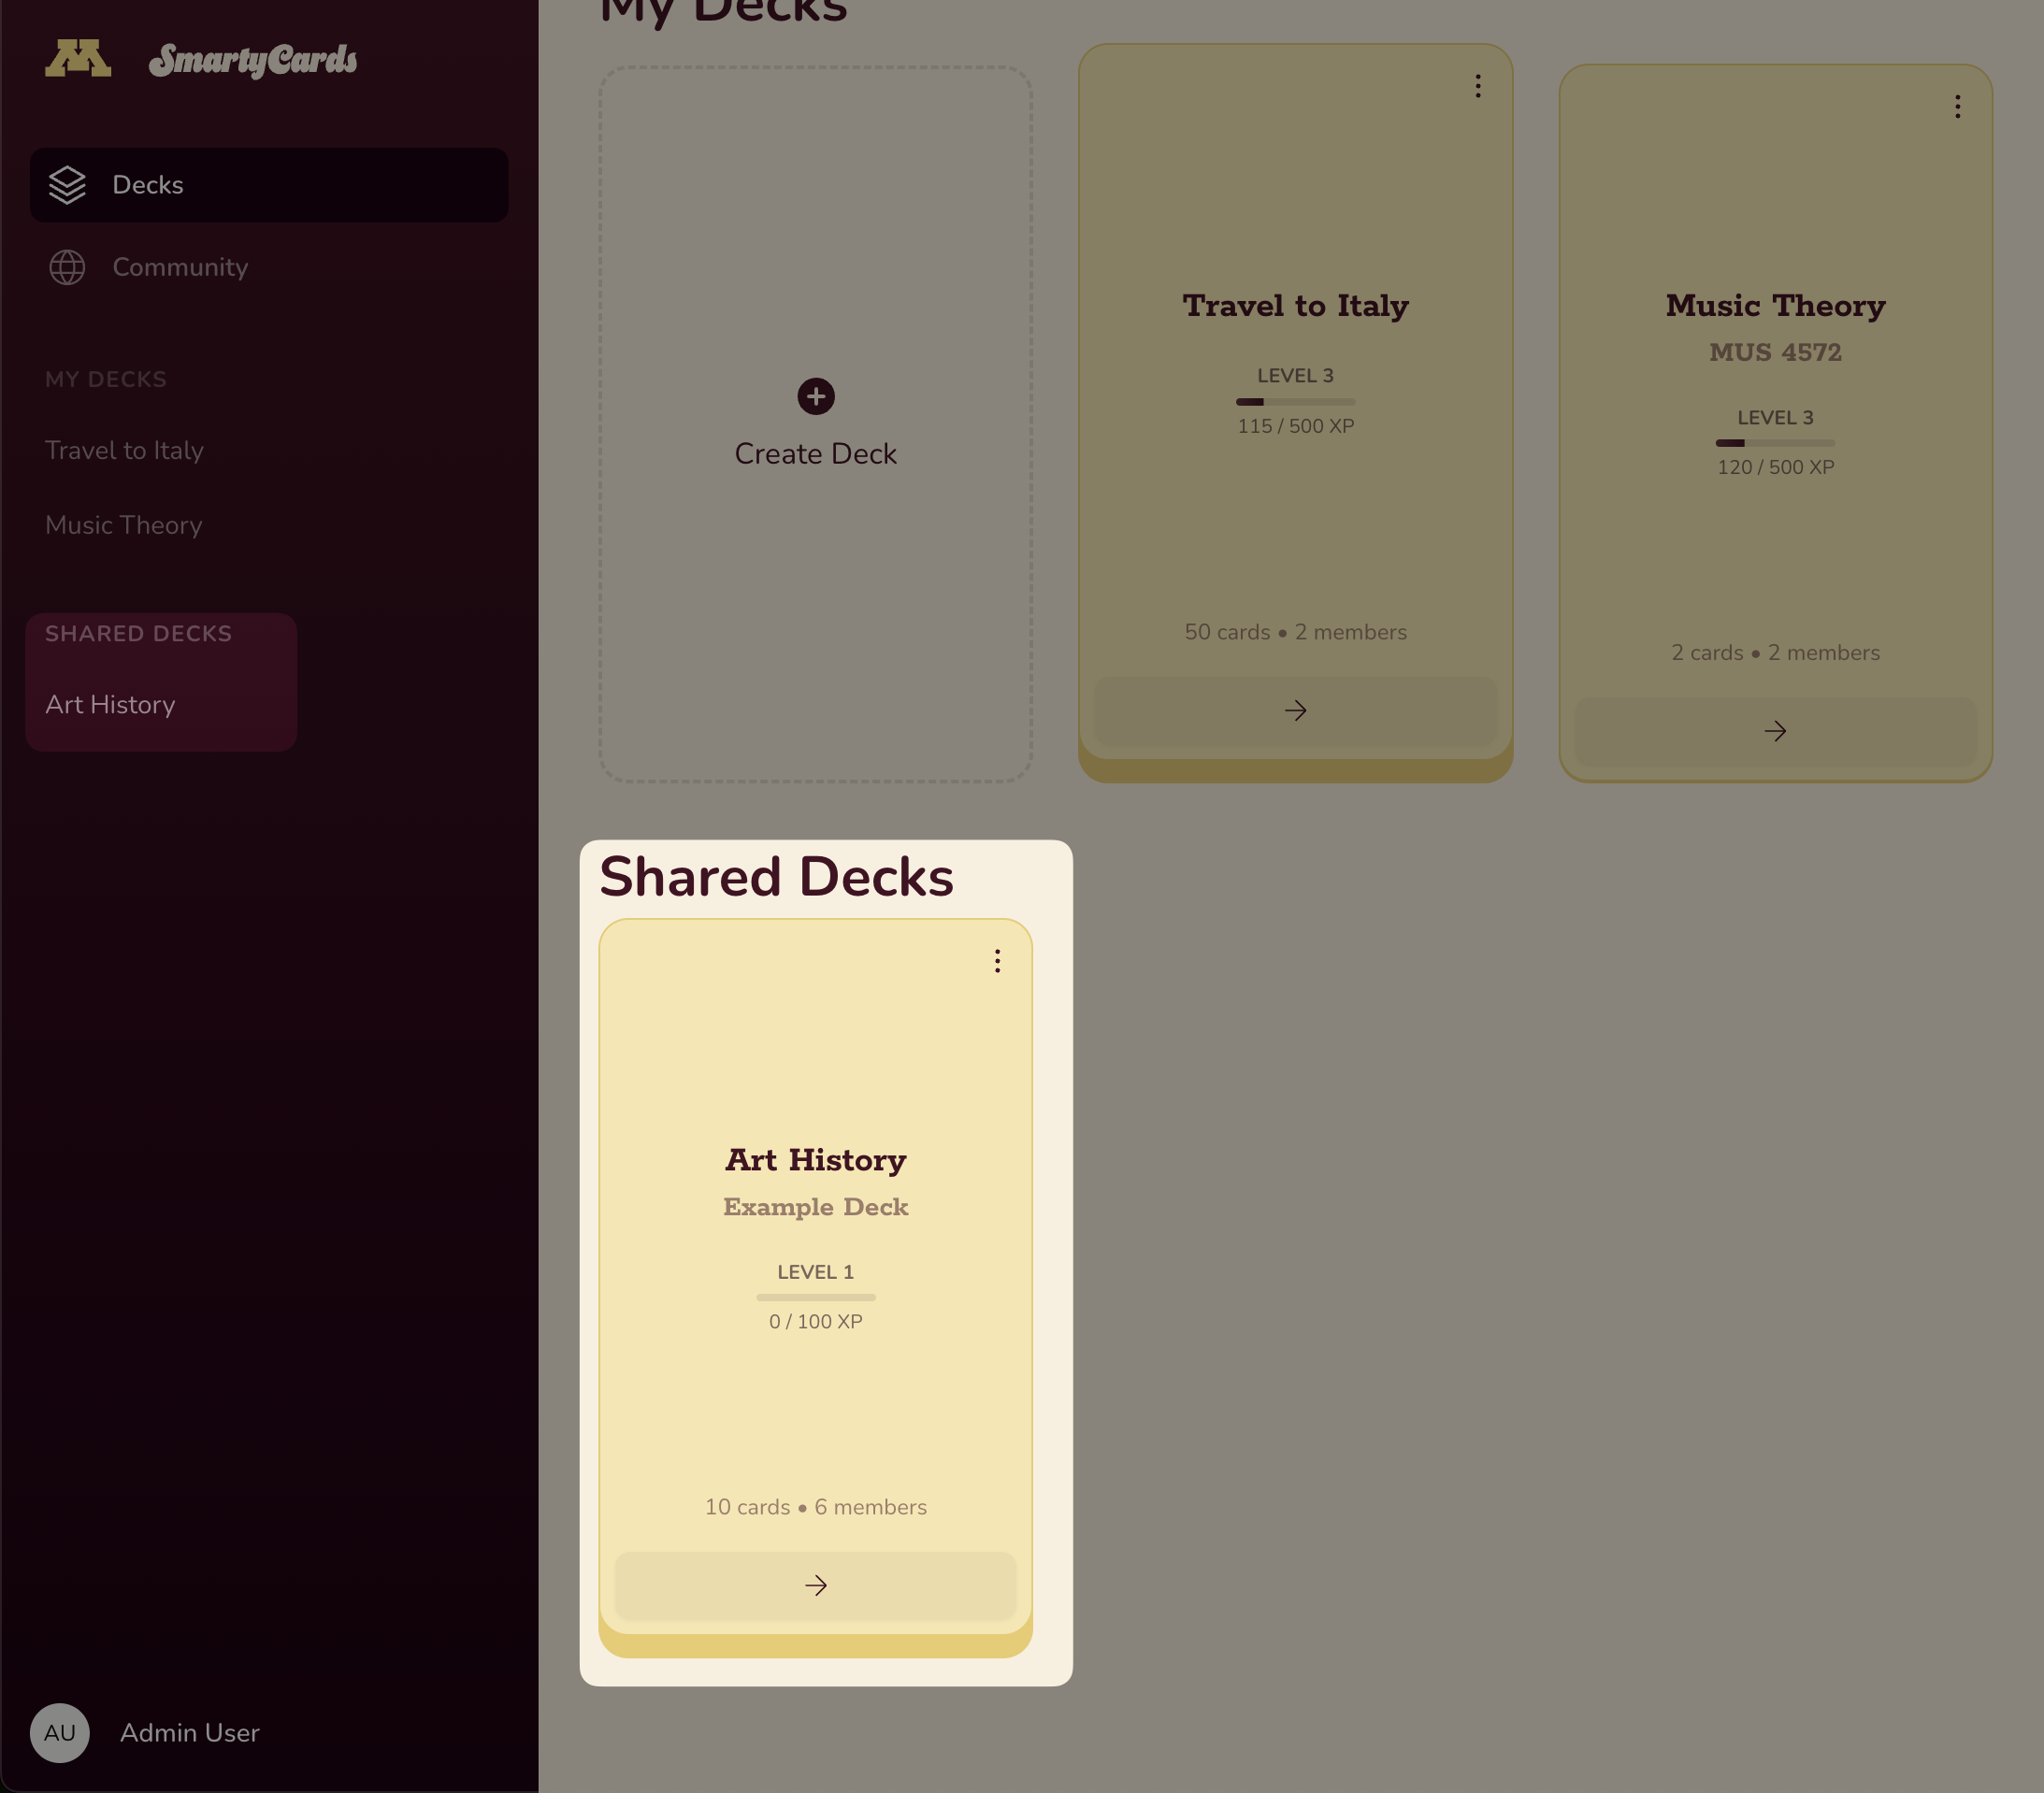 SmartyCards
Decks
Community
MY DECKS
Travel to Italy
Music Theory
SHARED DECKS
Art History
AU
Admin User
My Decks
Create Deck
Travel to Italy
LEVEL 3
115 / 500 XP
50 cards • 2 members
Music Theory
MUS 4572
LEVEL 3
120 / 500 XP
2 cards • 2 members
Shared Decks
Art History
Example Deck
LEVEL 1
0 / 100 XP
10 cards • 6 members